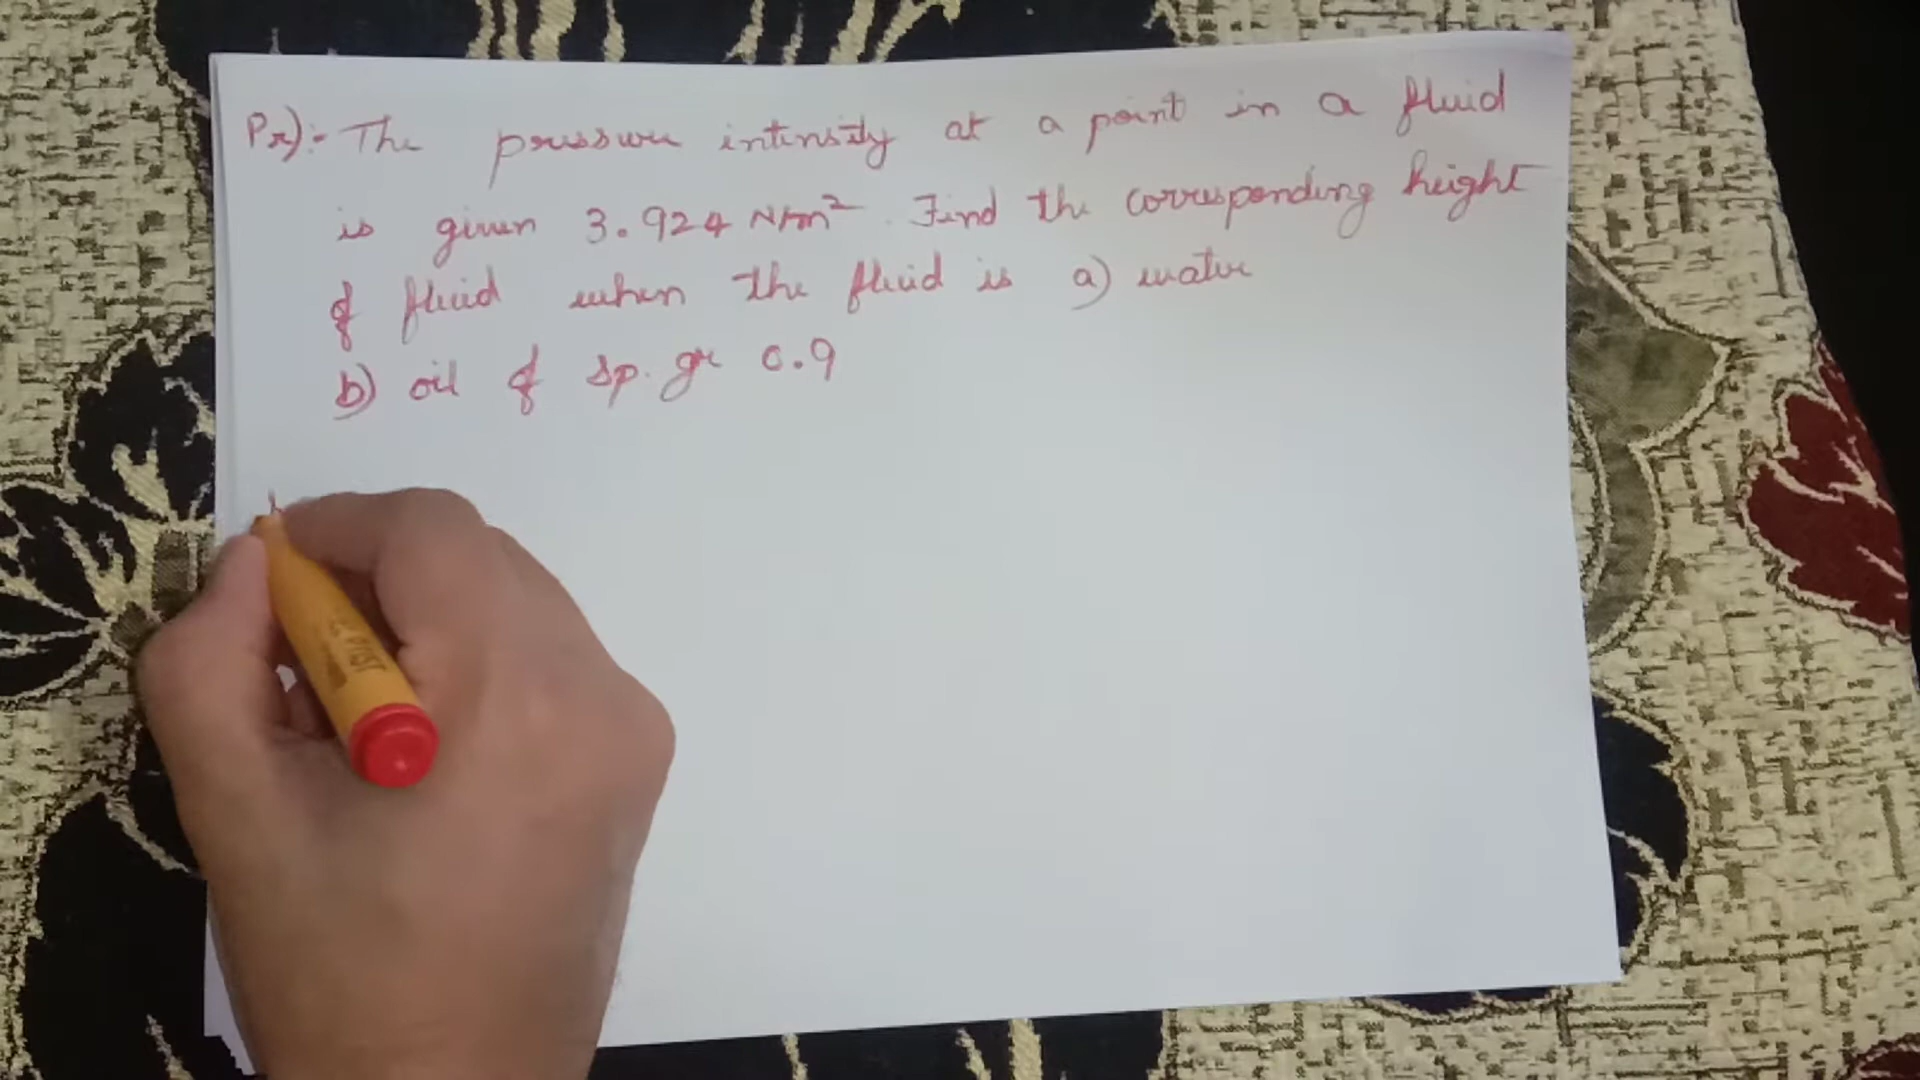 Pr):- The pressure intensity at a point in a fluid
is given 3.924 N/m². Find the corresponding height
of fluid when the fluid is a) water
b) oil of sp. gr 0.9